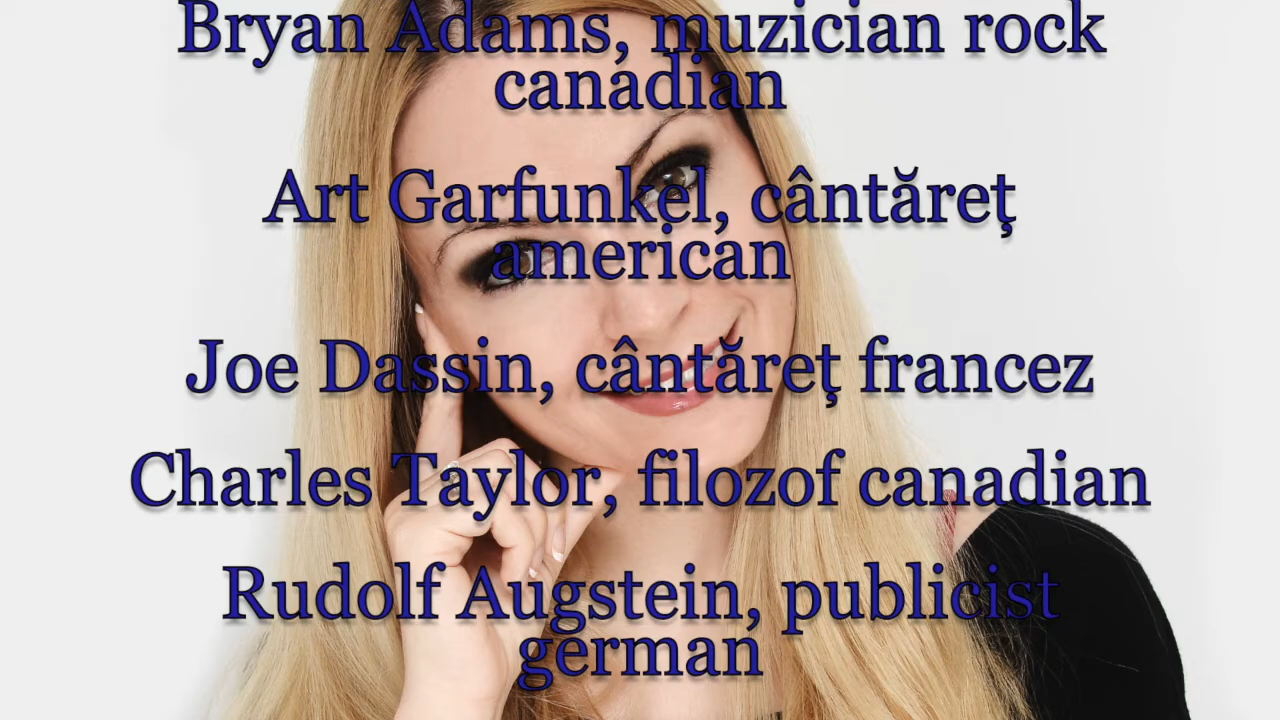 Bryan Adams, muzician rock
canadian
Art Garfunkel, cântăreț
american
Joe Dassin, cântăreț francez
Charles Taylor, filozof canadian
Rudolf Augstein, publicist
german